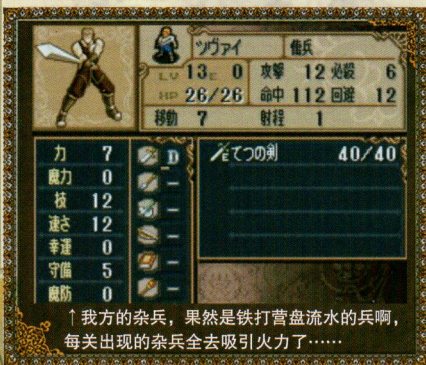 ツヴァイ 傭兵
LV 13 E 0 攻撃 12 必殺 6
HP 26/26 命中 112 回避 12
移動 7 射程 1
力 7 D
魔力 0 –
技 12 –
速さ 12 –
幸運 0 –
守備 5 –
魔防 0
E てつの剣 40/40
↑我方的杂兵，果然是铁打营盘流水的兵啊，
每关出现的杂兵全去吸引火力了……